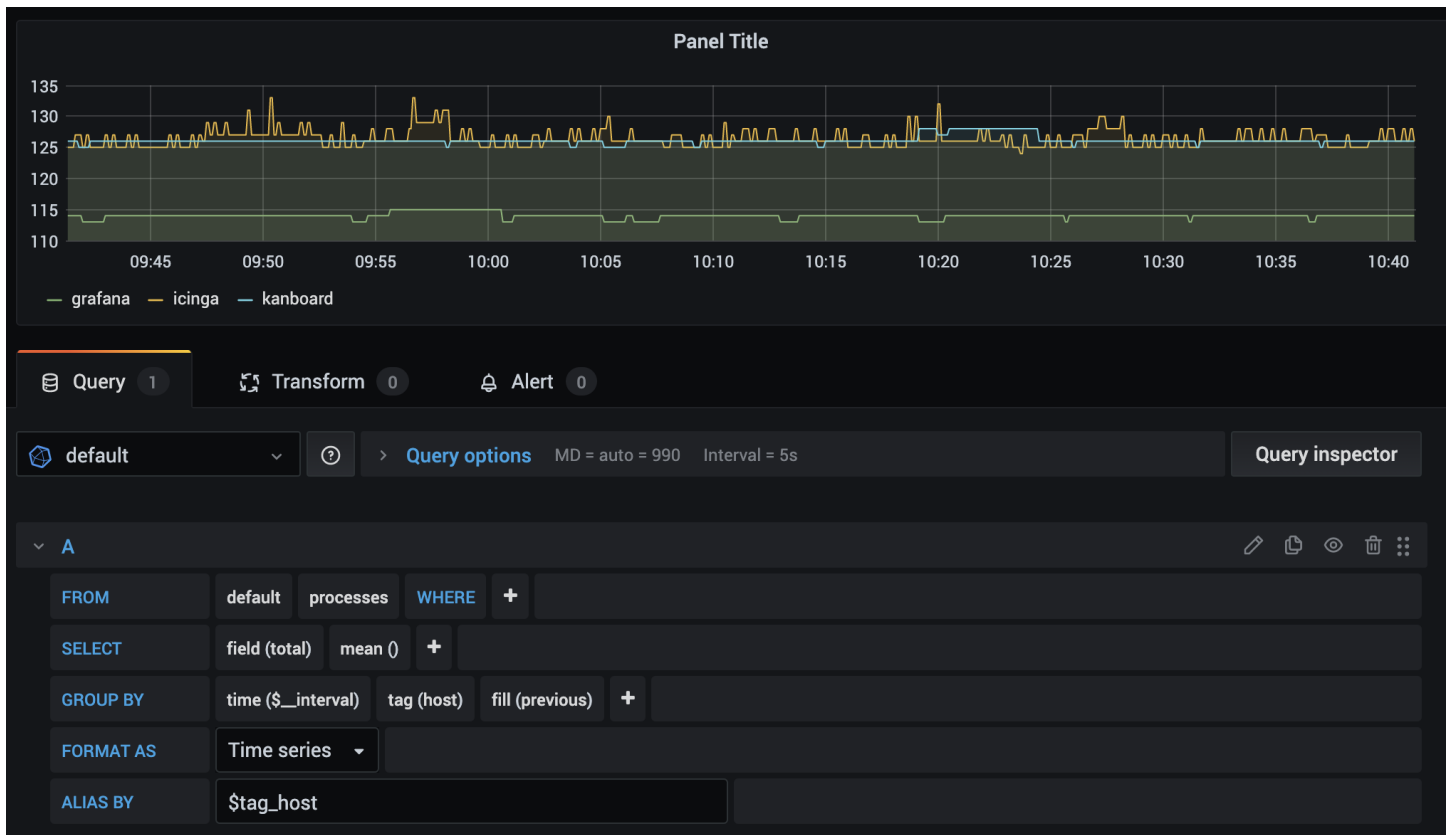 Panel Title
135
130
125
120
115
110
09:45 09:50 09:55 10:00 10:05 10:10 10:15 10:20 10:25 10:30 10:35 10:40
grafana icinga kanboard
Query 1 Transform 0 Alert 0
default ? > Query options MD = auto = 990 Interval = 5s Query inspector
A
FROM default processes WHERE +
SELECT field (total) mean () +
GROUP BY time ($__interval) tag (host) fill (previous) +
FORMAT AS Time series
ALIAS BY $tag_host